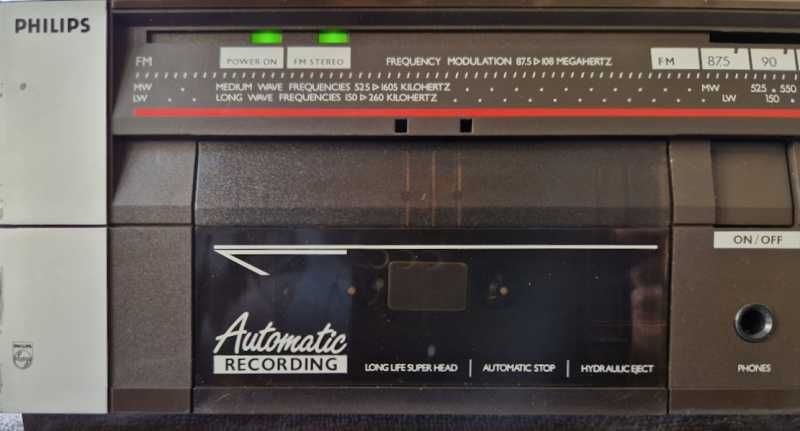 PHILIPS
FM
POWER ON
FM STEREO
FREQUENCY MODULATION 87.5 ▷ 108 MEGAHERTZ
FM
87.5
90
MW
MEDIUM WAVE FREQUENCIES 525 ▷ 1605 KILOHERTZ
MW
525
550
LW
LONG WAVE FREQUENCIES 150 ▷ 260 KILOHERTZ
LW
150
ON/OFF
Automatic
RECORDING
LONG LIFE SUPER HEAD
AUTOMATIC STOP
HYDRAULIC EJECT
PHONES
PHILIPS